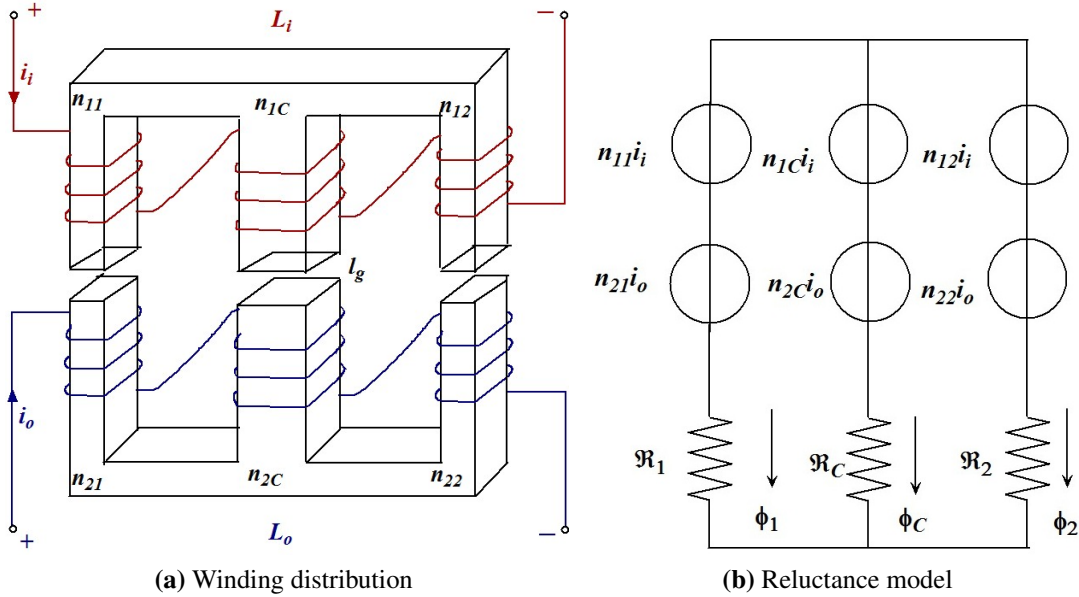 + L_i −
i_i
n_11 n_1C n_12
l_g
i_o
n_21 n_2C n_22
+ L_o −
(a) Winding distribution
n_11 i_i n_1C i_i n_12 i_i
n_21 i_o n_2C i_o n_22 i_o
ℜ_1 ℜ_C ℜ_2
ϕ_1 ϕ_C ϕ_2
(b) Reluctance model